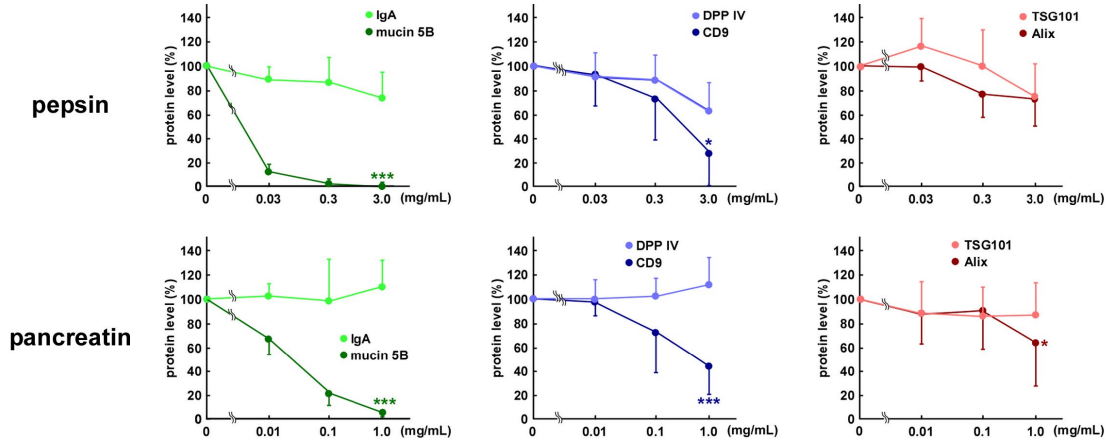 pepsin
protein level (%)
140
120
100
80
60
40
20
0
IgA
mucin 5B
***
0 0.03 0.3 3.0 (mg/mL)
protein level (%)
140
120
100
80
60
40
20
0
DPP IV
CD9
*
0 0.03 0.3 3.0 (mg/mL)
protein level (%)
140
120
100
80
60
40
20
0
TSG101
Alix
0 0.03 0.3 3.0 (mg/mL)
pancreatin
protein level (%)
140
120
100
80
60
40
20
0
IgA
mucin 5B
***
0 0.01 0.1 1.0 (mg/mL)
protein level (%)
140
120
100
80
60
40
20
0
DPP IV
CD9
***
0 0.01 0.1 1.0 (mg/mL)
protein level (%)
140
120
100
80
60
40
20
0
TSG101
Alix
*
0 0.01 0.1 1.0 (mg/mL)